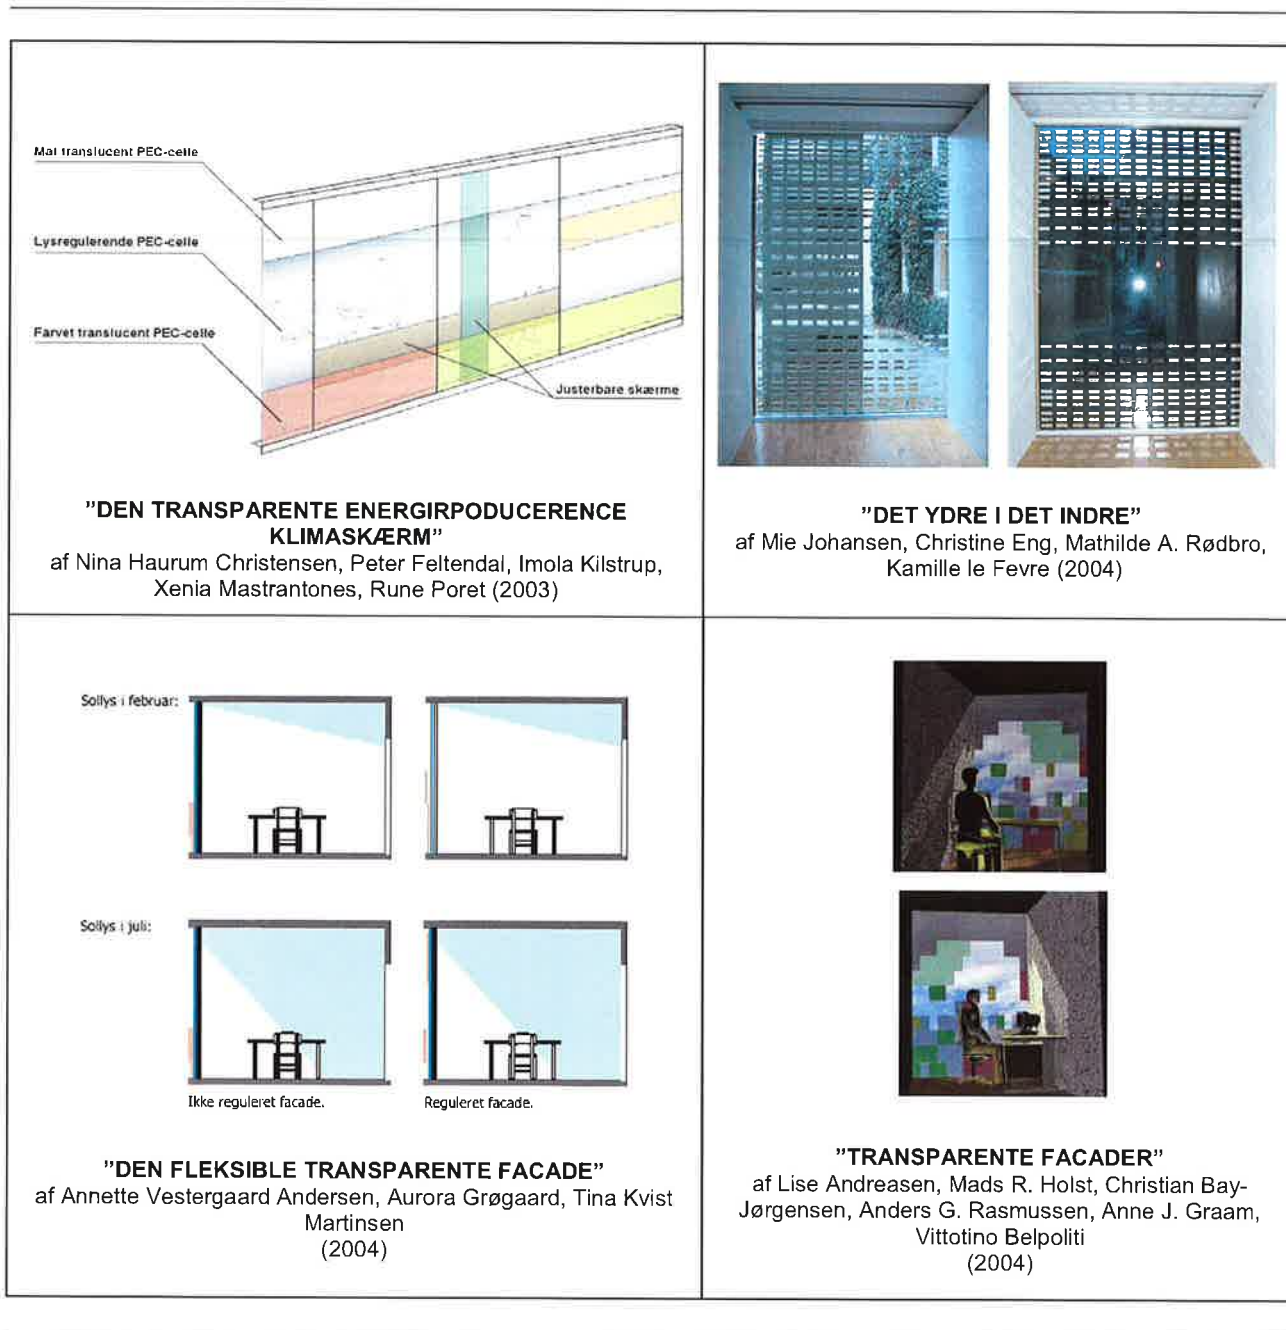 Mat translucent PEC-celle
Lysregulerende PEC-celle
Farvet translucent PEC-celle
Justerbare skærme
”DEN TRANSPARENTE ENERGIRPODUCERENCE
KLIMASKÆRM”
af Nina Haurum Christensen, Peter Feltendal, Imola Kilstrup,
Xenia Mastrantones, Rune Poret (2003)
”DET YDRE I DET INDRE”
af Mie Johansen, Christine Eng, Mathilde A. Rødbro,
Kamille le Fevre (2004)
Sollys i februar:
Sollys i juli:
Ikke reguleret facade.
Reguleret facade.
”DEN FLEKSIBLE TRANSPARENTE FACADE”
af Annette Vestergaard Andersen, Aurora Grøgaard, Tina Kvist
Martinsen
(2004)
”TRANSPARENTE FACADER”
af Lise Andreasen, Mads R. Holst, Christian Bay-
Jørgensen, Anders G. Rasmussen, Anne J. Graam,
Vittotino Belpoliti
(2004)